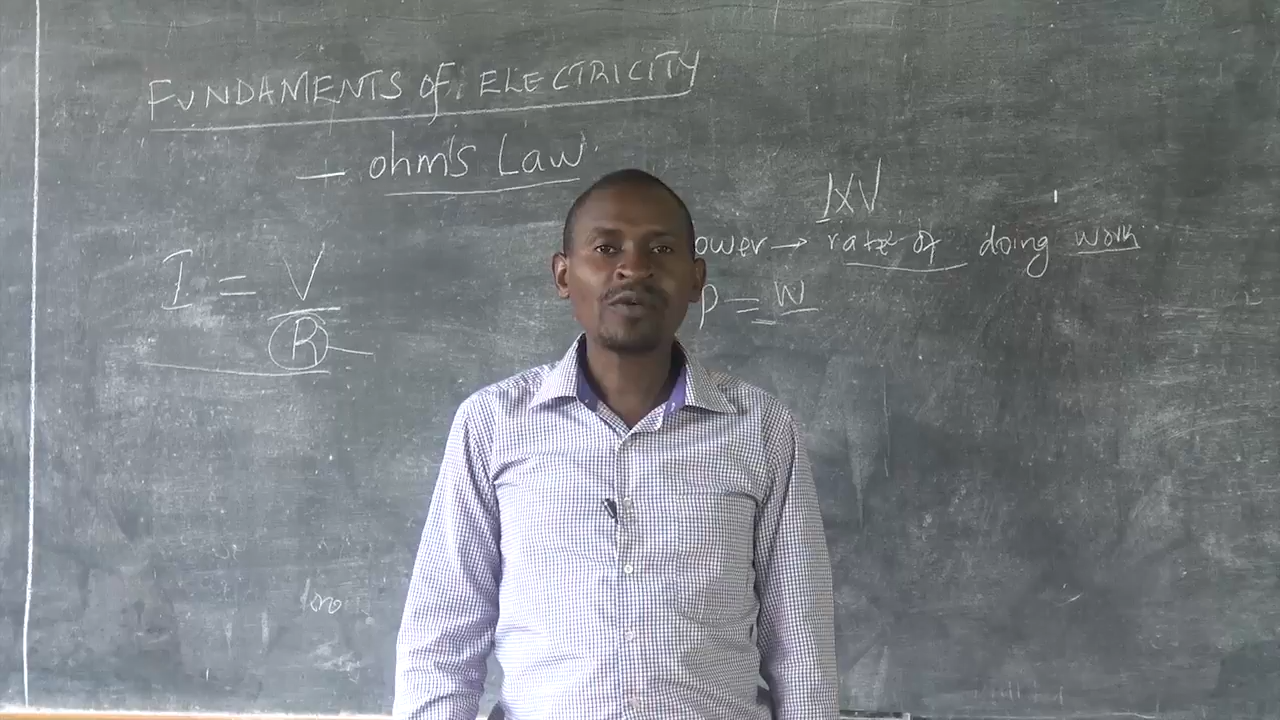 FUNDAMENTS OF ELECTRICITY
– ohm's Law
I = V
R
IXV
ower → rate of doing work
P = W